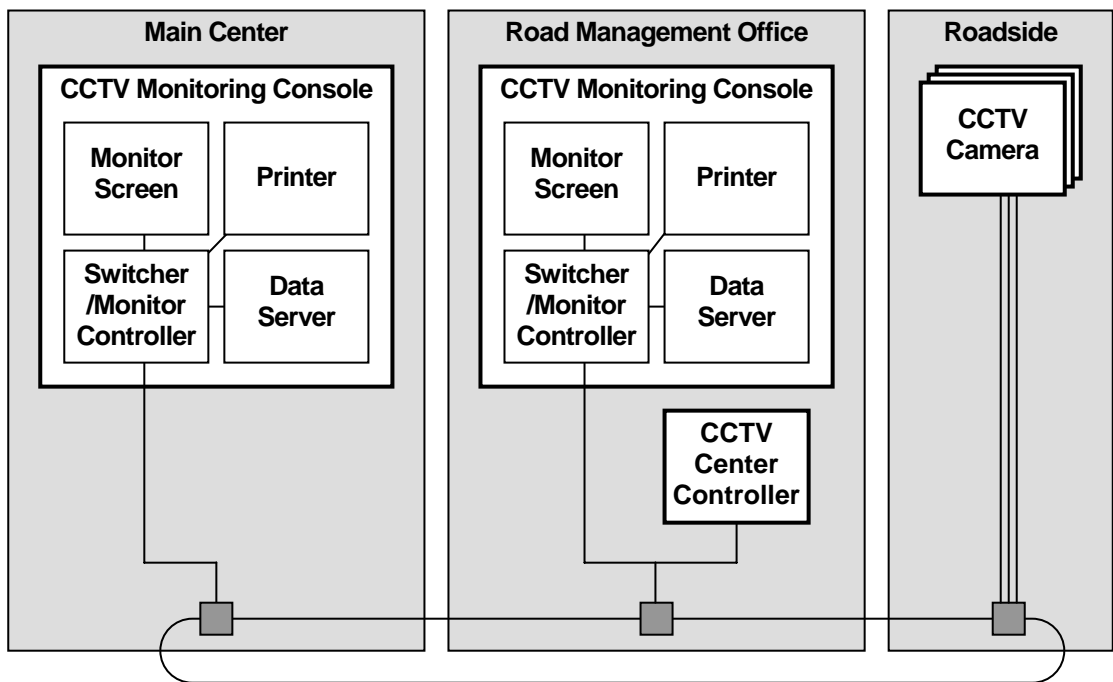 Main Center
CCTV Monitoring Console
Monitor
Screen
Printer
Switcher
/Monitor
Controller
Data
Server
Road Management Office
CCTV Monitoring Console
Monitor
Screen
Printer
Switcher
/Monitor
Controller
Data
Server
CCTV
Center
Controller
Roadside
CCTV
Camera